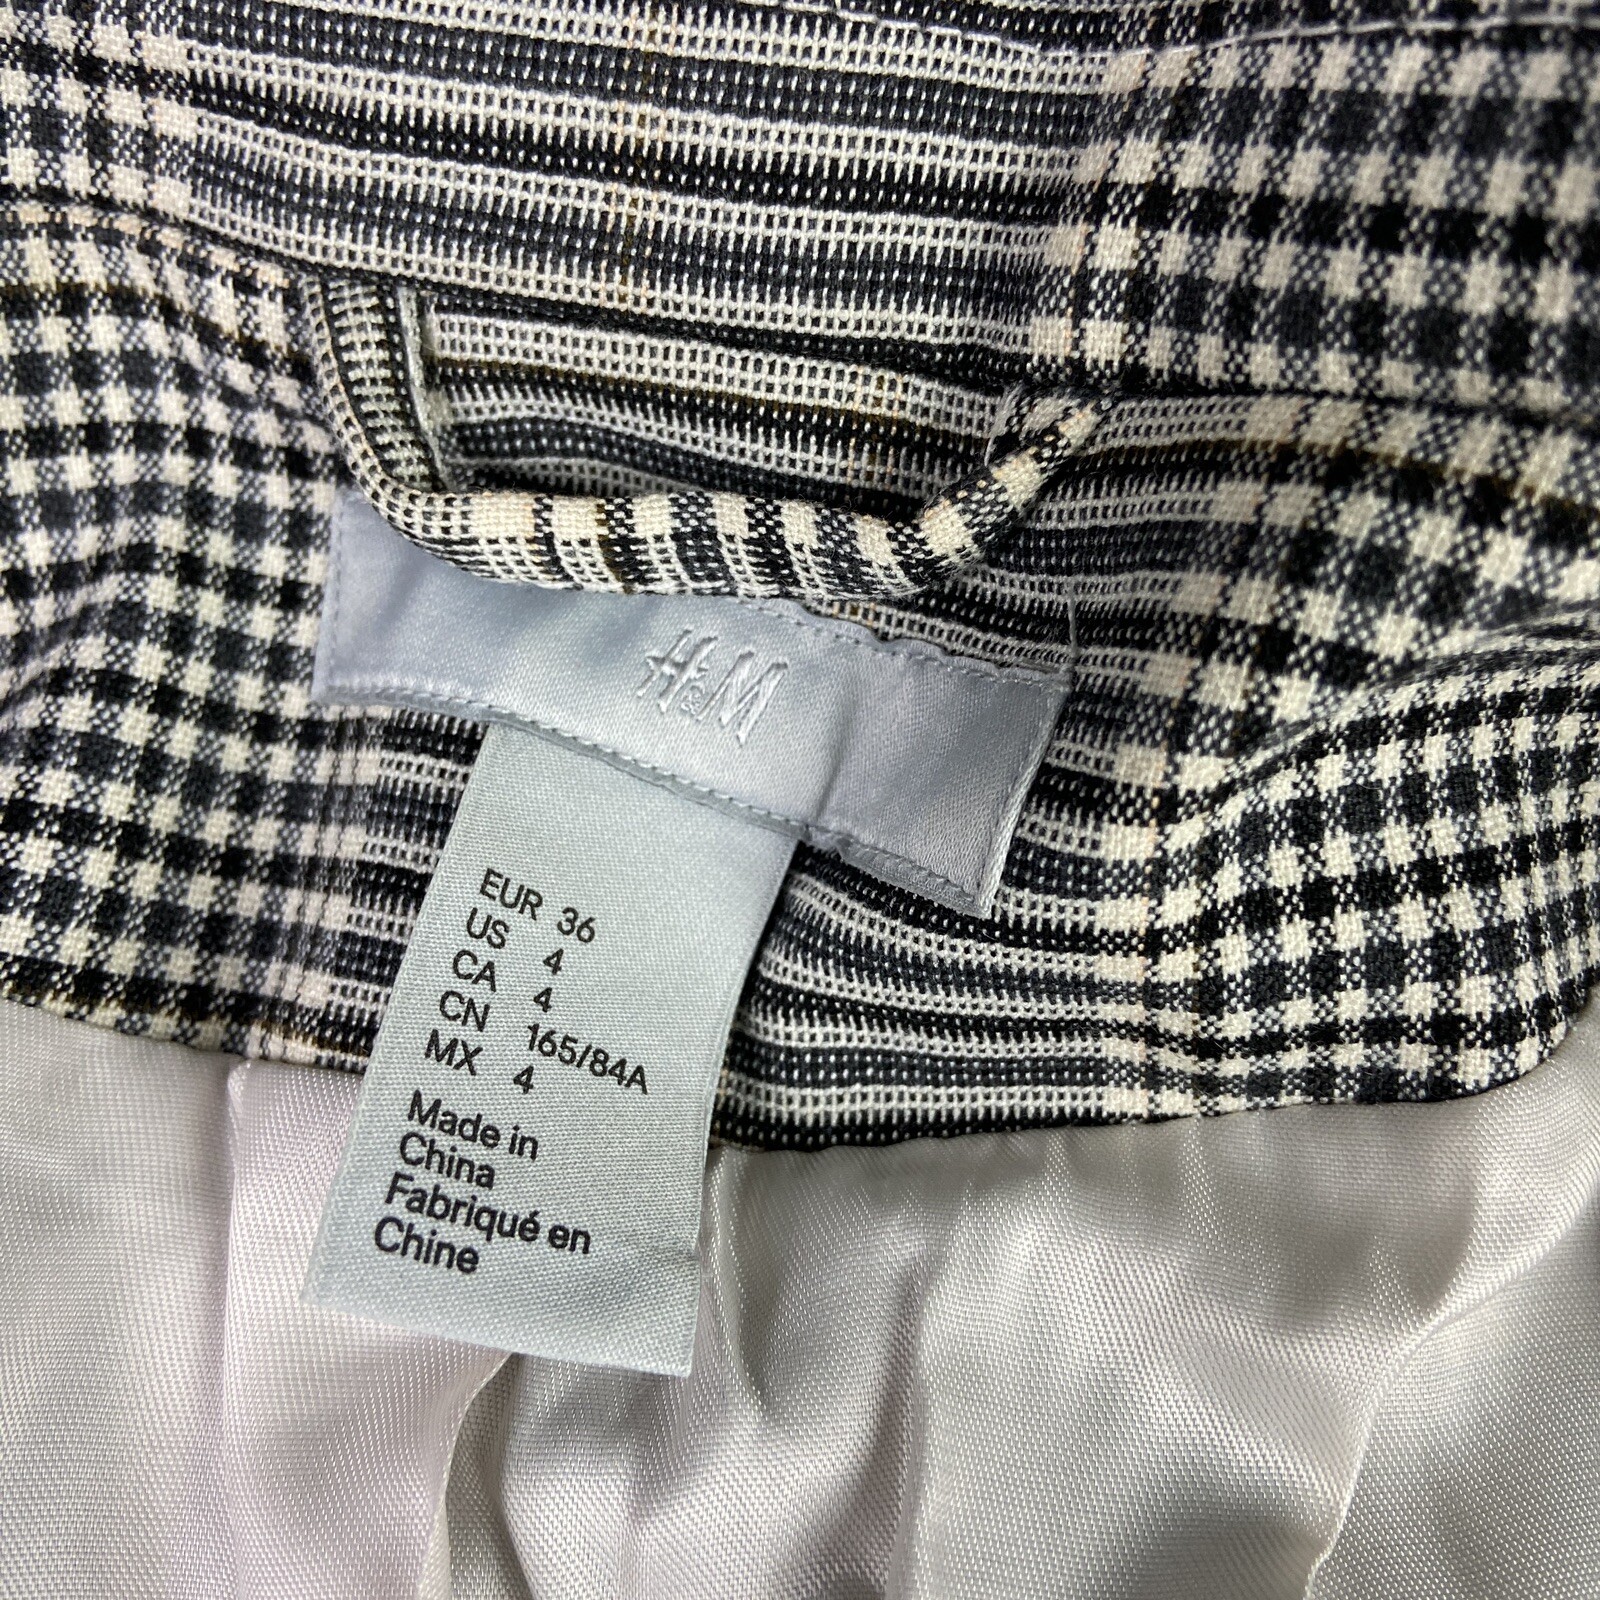 H&M
EUR 36
US 4
CA 4
CN 165/84A
MX 4
Made in
China
Fabriqué en
Chine